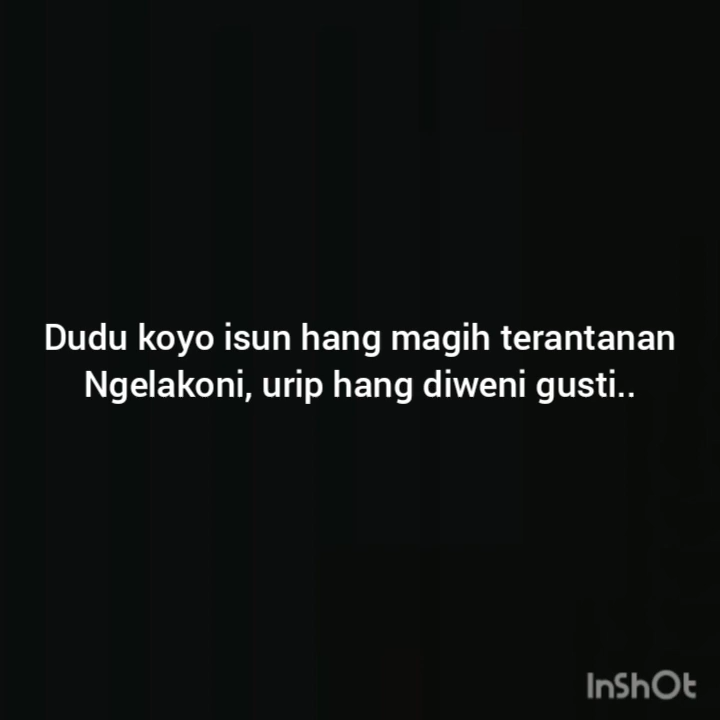 Dudu koyo isun hang magih terantanan
Ngelakoni, urip hang diweni gusti..
InShOt